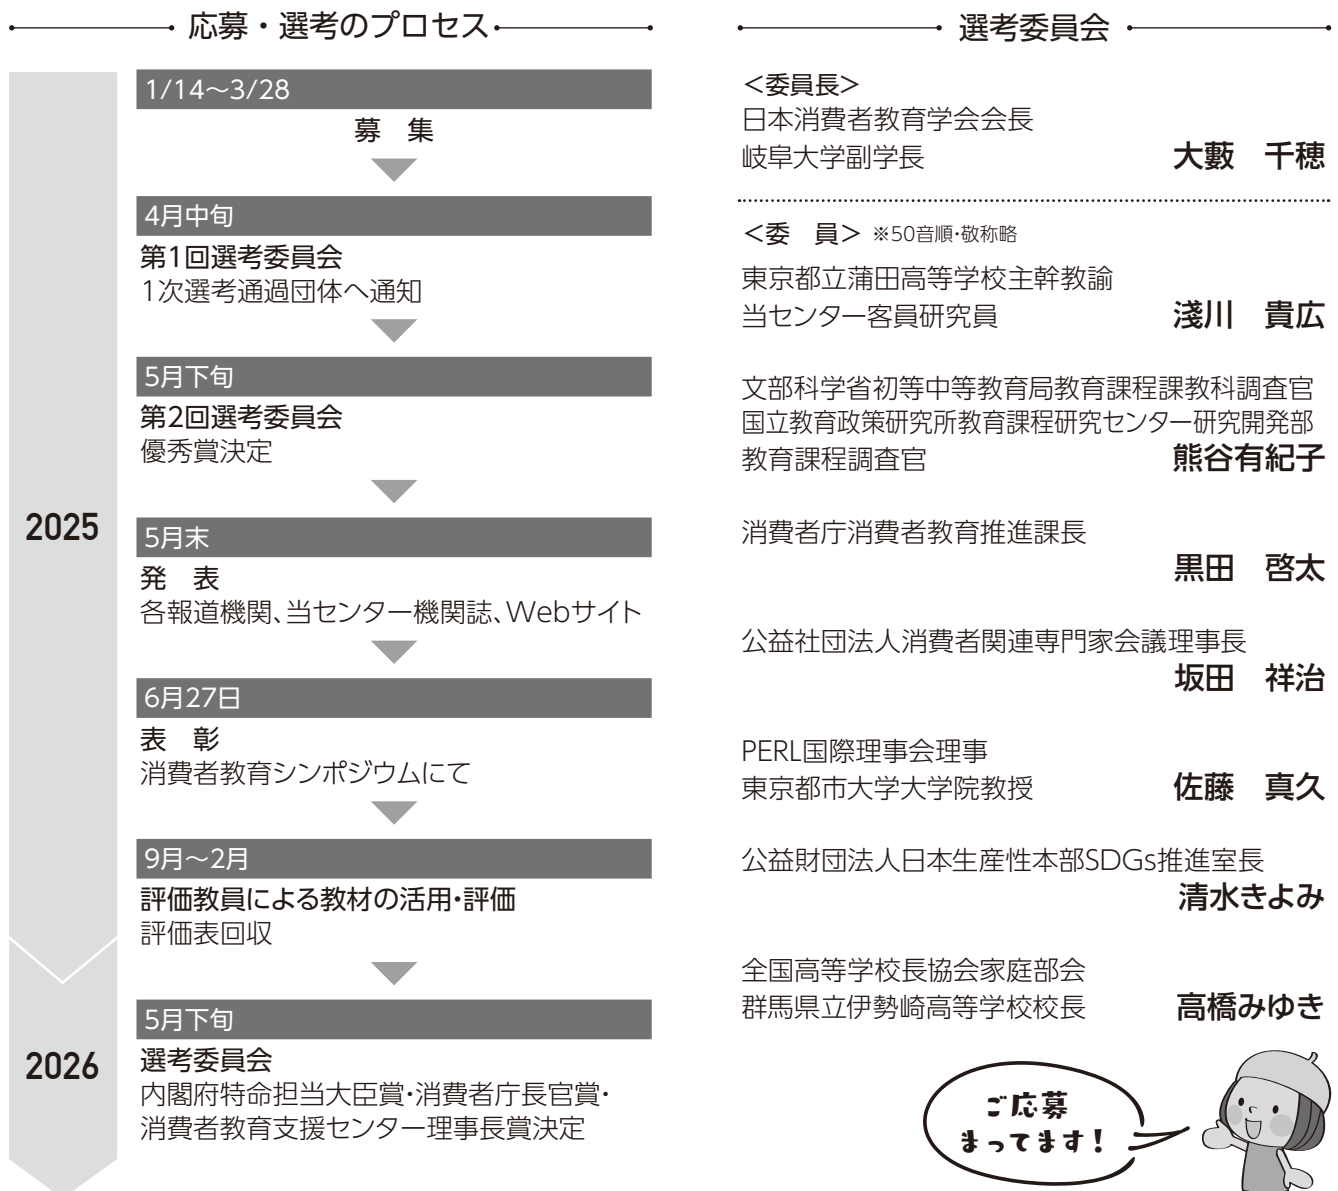 応募・選考のプロセス
2025
1/14～3/28
募　集
4月中旬
第1回選考委員会
1次選考通過団体へ通知
5月下旬
第2回選考委員会
優秀賞決定
5月末
発　表
各報道機関、当センター機関誌、Webサイト
6月27日
表　彰
消費者教育シンポジウムにて
9月～2月
評価教員による教材の活用・評価
評価表回収
2026
5月下旬
選考委員会
内閣府特命担当大臣賞・消費者庁長官賞・
消費者教育支援センター理事長賞決定
選考委員会
＜委員長＞
日本消費者教育学会会長
岐阜大学副学長　大藪　千穂
＜委　員＞ ※50音順・敬称略
東京都立蒲田高等学校主幹教諭
当センター客員研究員　淺川　貴広
文部科学省初等中等教育局教育課程課教科調査官
国立教育政策研究所教育課程研究センター研究開発部
教育課程調査官　熊谷有紀子
消費者庁消費者教育推進課長
黒田　啓太
公益社団法人消費者関連専門家会議理事長
坂田　祥治
PERL国際理事会理事
東京都市大学大学院教授　佐藤　真久
公益財団法人日本生産性本部SDGs推進室長
清水きよみ
全国高等学校長協会家庭部会
群馬県立伊勢崎高等学校校長　高橋みゆき
ご応募
まってます！